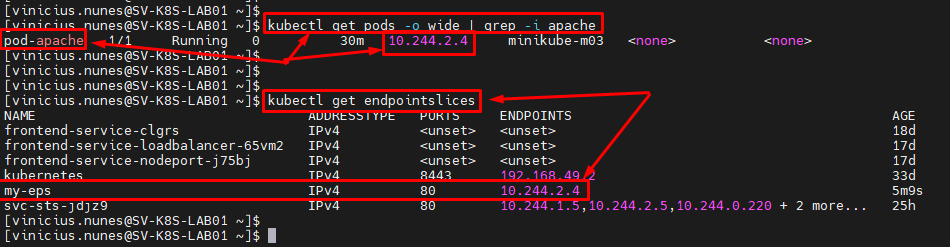 [vinicius.nunes@SV-K8S-LAB01 ~]$
[vinicius.nunes@SV-K8S-LAB01 ~]$ kubectl get pods -o wide | grep -i apache
pod-apache 1/1 Running 0 30m 10.244.2.4 minikube-m03 <none> <none>
[vinicius.nunes@SV-K8S-LAB01 ~]$
[vinicius.nunes@SV-K8S-LAB01 ~]$
[vinicius.nunes@SV-K8S-LAB01 ~]$
[vinicius.nunes@SV-K8S-LAB01 ~]$ kubectl get endpointslices
NAME ADDRESSTYPE PORTS ENDPOINTS AGE
frontend-service-clgrs IPv4 <unset> <unset> 18d
frontend-service-loadbalancer-65vm2 IPv4 <unset> <unset> 17d
frontend-service-nodeport-j75bj IPv4 <unset> <unset> 17d
kubernetes IPv4 8443 192.168.49.2 33d
my-eps IPv4 80 10.244.2.4 5m9s
svc-sts-jdjz9 IPv4 80 10.244.1.5,10.244.2.5,10.244.0.220 + 2 more... 25h
[vinicius.nunes@SV-K8S-LAB01 ~]$
[vinicius.nunes@SV-K8S-LAB01 ~]$